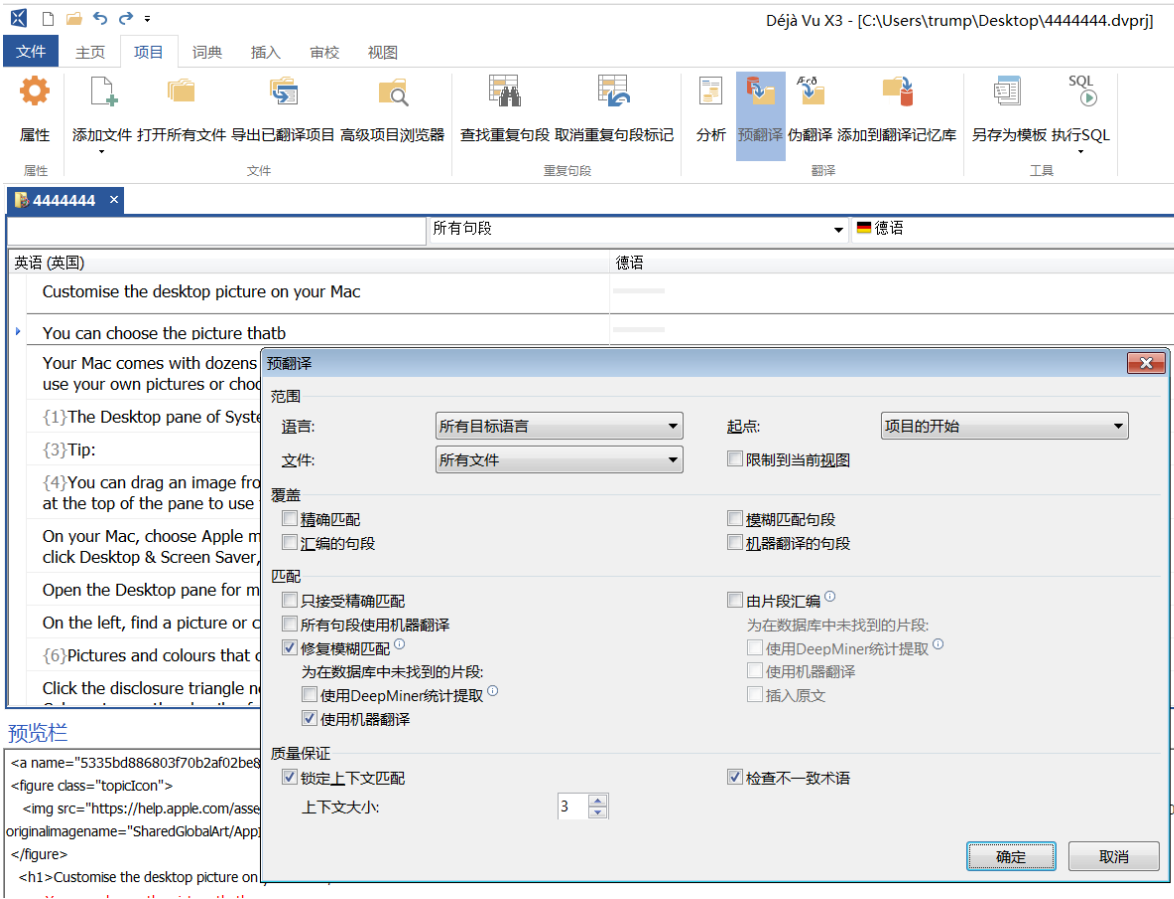 Déjà Vu X3 - [C:\Users\trump\Desktop\4444444.dvprj]
文件 主页 项目 词典 插入 审校 视图
SQL
属性 添加文件 打开所有文件 导出已翻译项目 高级项目浏览器 查找重复句段 取消重复句段标记 分析 预翻译 伪翻译 添加到翻译记忆库 另存为模板 执行SQL
属性 文件 重复句段 翻译 工具
4444444 ×
所有句段 德语
英语 (英国) 德语
Customise the desktop picture on your Mac
You can choose the picture thatb
Your Mac comes with dozens
use your own pictures or choo
{1}The Desktop pane of Syste
{3}Tip:
{4}You can drag an image fro
at the top of the pane to use
On your Mac, choose Apple m
click Desktop & Screen Saver,
Open the Desktop pane for m
On the left, find a picture or c
{6}Pictures and colours that c
Click the disclosure triangle ne
预翻译
范围
语言: 所有目标语言 起点: 项目的开始
文件: 所有文件 限制到当前视图
覆盖
精确匹配 模糊匹配句段
汇编的句段 机器翻译的句段
匹配
只接受精确匹配 由片段汇编
所有句段使用机器翻译 为在数据库中未找到的片段:
修复模糊匹配 使用DeepMiner统计提取
为在数据库中未找到的片段: 使用机器翻译
使用DeepMiner统计提取 插入原文
使用机器翻译
质量保证
锁定上下文匹配 检查不一致术语
上下文大小: 3
确定 取消
预览栏
<a name="5335bd886803f70b2af02be8
<figure class="topicIcon">
<img src="https://help.apple.com/asse
originalimagename="SharedGlobalArt/App
</figure>
<h1>Customise the desktop picture on